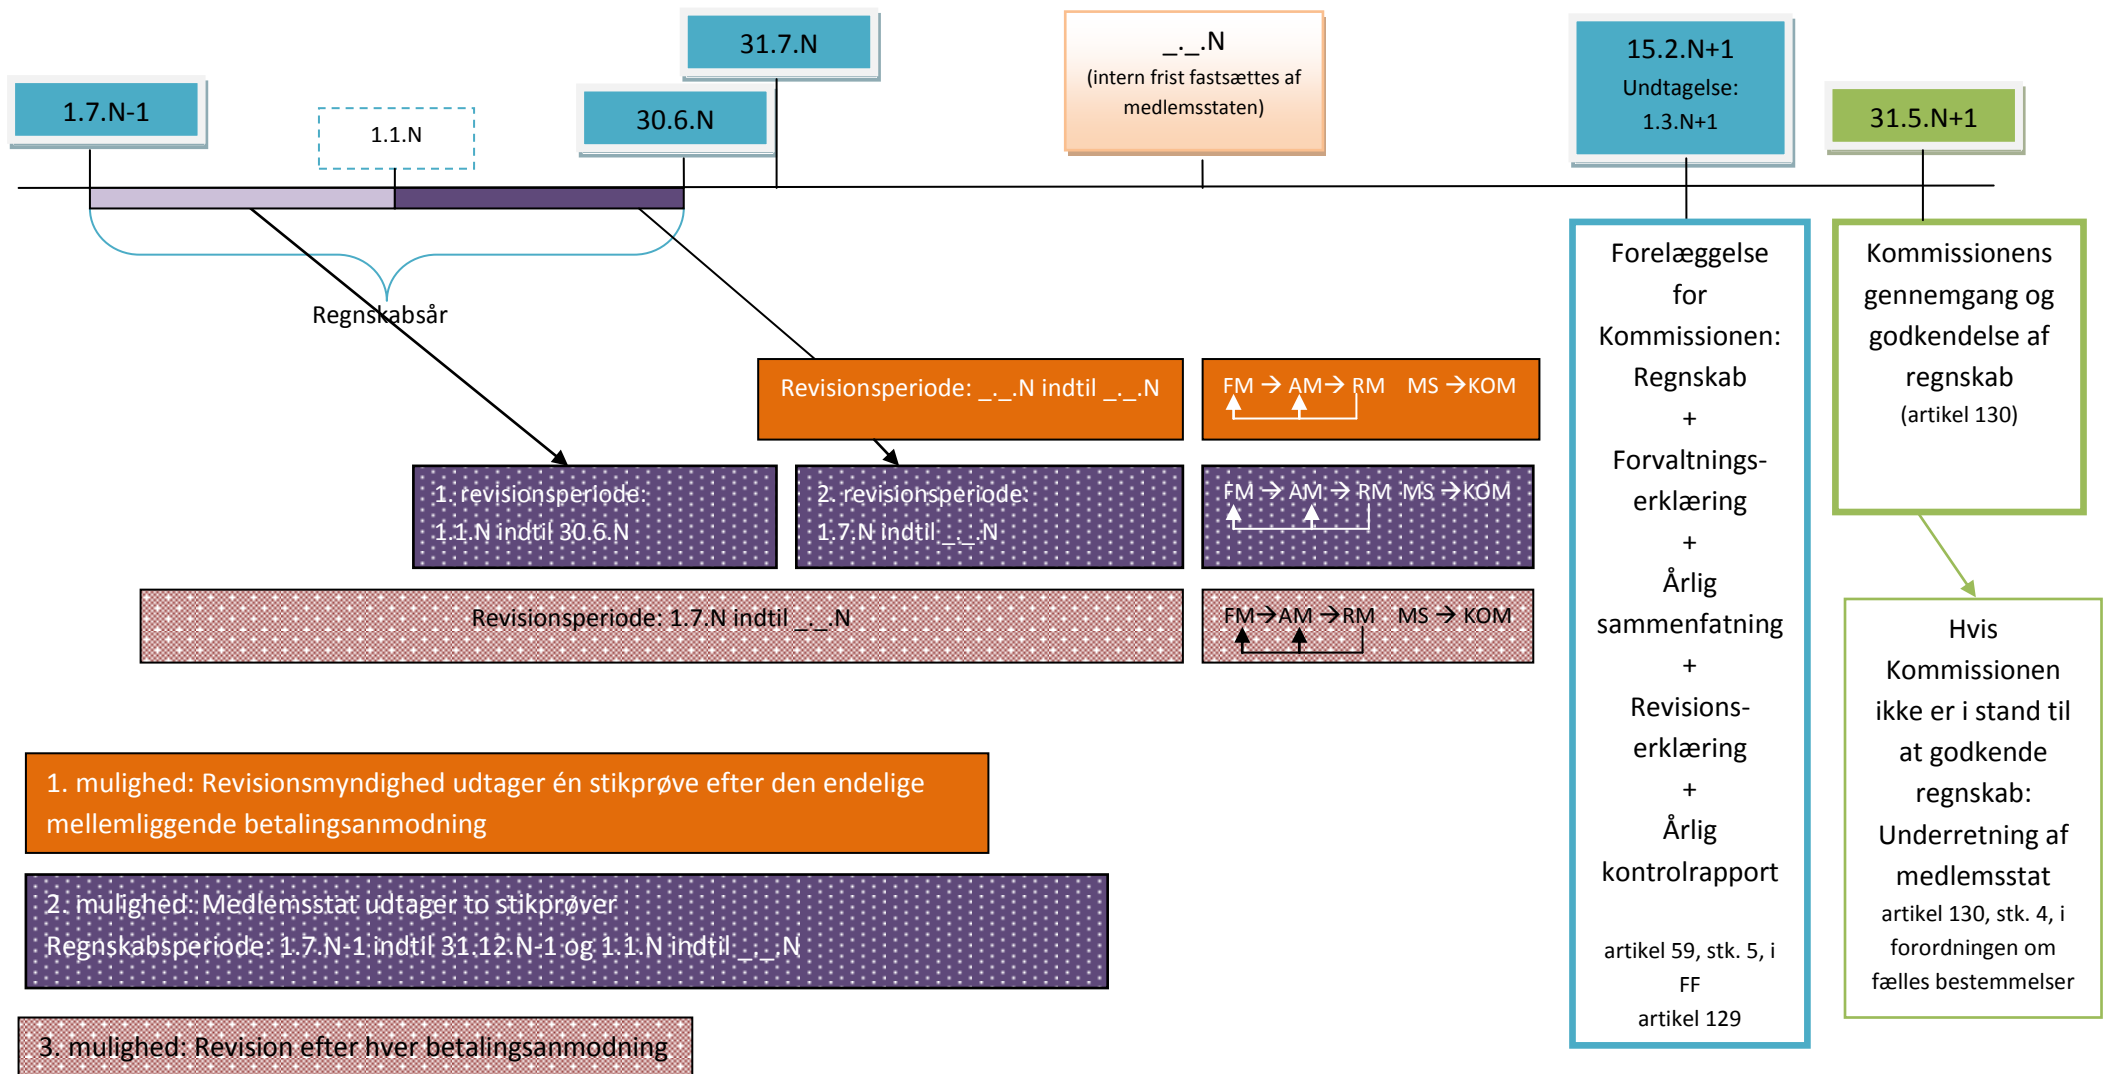 1.7.N-1
1.1.N
30.6.N
31.7.N
_._.N
(intern frist fastsættes af
medlemsstaten)
15.2.N+1
Undtagelse:
1.3.N+1
31.5.N+1
Regnskabsår
Revisionsperiode: _._.N indtil _._.N
FM → AM → RM MS → KOM
1. revisionsperiode:
1.1.N indtil 30.6.N
2. revisionsperiode:
1.7.N indtil _._.N
FM → AM → RM MS → KOM
Revisionsperiode: 1.7.N indtil _._.N
FM → AM → RM MS → KOM
Forelæggelse
for
Kommissionen:
Regnskab
+
Forvaltnings-
erklæring
+
Årlig
sammenfatning
+
Revisions-
erklæring
+
Årlig
kontrolrapport
artikel 59, stk. 5, i
FF
artikel 129
Kommissionens
gennemgang og
godkendelse af
regnskab
(artikel 130)
Hvis
Kommissionen
ikke er i stand til
at godkende
regnskab:
Underretning af
medlemsstat
artikel 130, stk. 4, i
forordningen om
fælles bestemmelser
1. mulighed: Revisionsmyndighed udtager én stikprøve efter den endelige
mellemliggende betalingsanmodning
2. mulighed: Medlemsstat udtager to stikprøver
Regnskabsperiode: 1.7.N-1 indtil 31.12.N-1 og 1.1.N indtil _._.N
3. mulighed: Revision efter hver betalingsanmodning